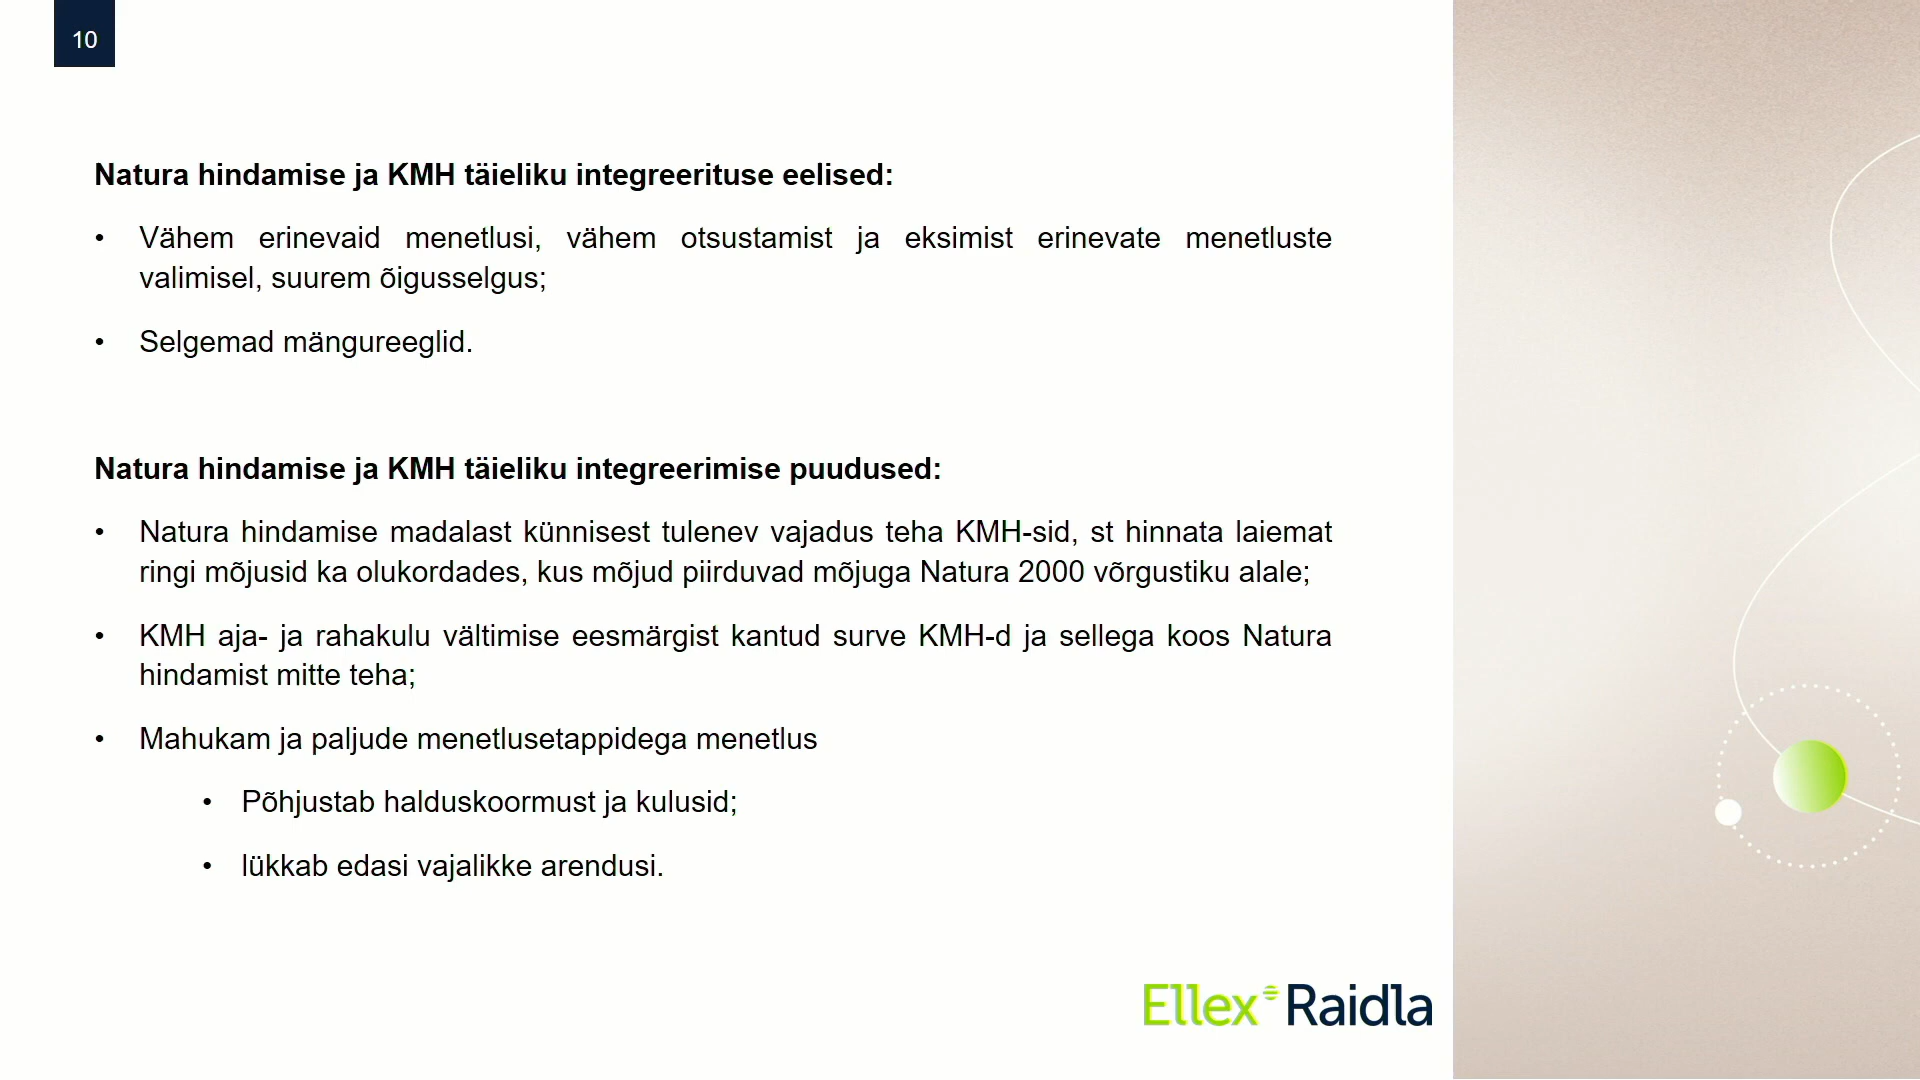 10
Natura hindamise ja KMH täieliku integreerituse eelised:
• Vähem erinevaid menetlusi, vähem otsustamist ja eksimist erinevate menetluste
valimisel, suurem õigusselgus;
• Selgemad mängureeglid.
Natura hindamise ja KMH täieliku integreerimise puudused:
• Natura hindamise madalast künnisest tulenev vajadus teha KMH-sid, st hinnata laiemat
ringi mõjusid ka olukordades, kus mõjud piirduvad mõjuga Natura 2000 võrgustiku alale;
• KMH aja- ja rahakulu vältimise eesmärgist kantud surve KMH-d ja sellega koos Natura
hindamist mitte teha;
• Mahukam ja paljude menetlusetappidega menetlus
• Põhjustab halduskoormust ja kulusid;
• lükkab edasi vajalikke arendusi.
Ellex Raidla